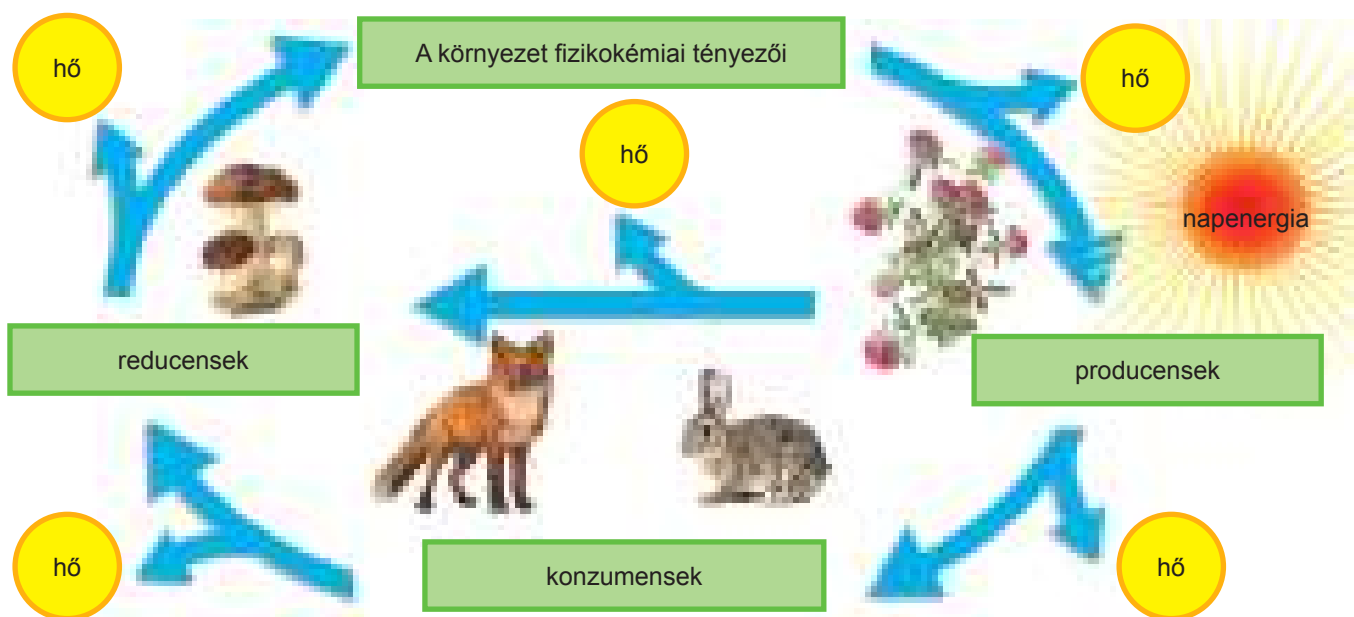 hő
A környezet fizikokémiai tényezői
hő
hő
napenergia
reducensek
producensek
hő
konzumensek
hő